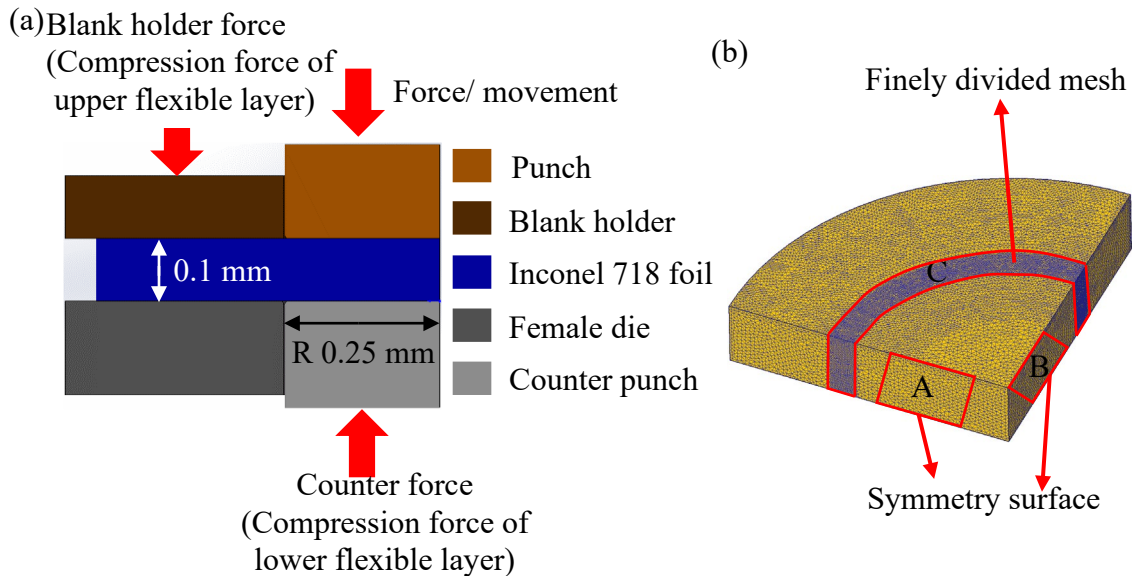 (a) Blank holder force
(Compression force of
upper flexible layer)
Force/ movement
Punch
Blank holder
Inconel 718 foil
Female die
Counter punch
0.1 mm
R 0.25 mm
Counter force
(Compression force of
lower flexible layer)
(b)
Finely divided mesh
C
A
B
Symmetry surface